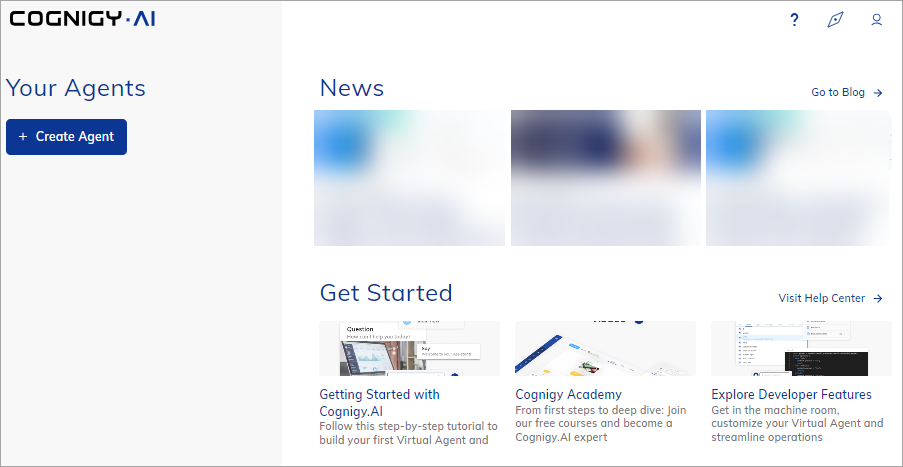 COGNIGY·AI
?
Your Agents
+ Create Agent
News
Go to Blog →
Get Started
Visit Help Center →
Question
How can I help you today?
Say
Getting Started with
Cognigy.AI
Follow this step-by-step tutorial to
build your first Virtual Agent and
Cognigy Academy
From first steps to deep dive: Join
our free courses and become a
Cognigy.AI expert
Explore Developer Features
Get in the machine room,
customize your Virtual Agent and
streamline operations